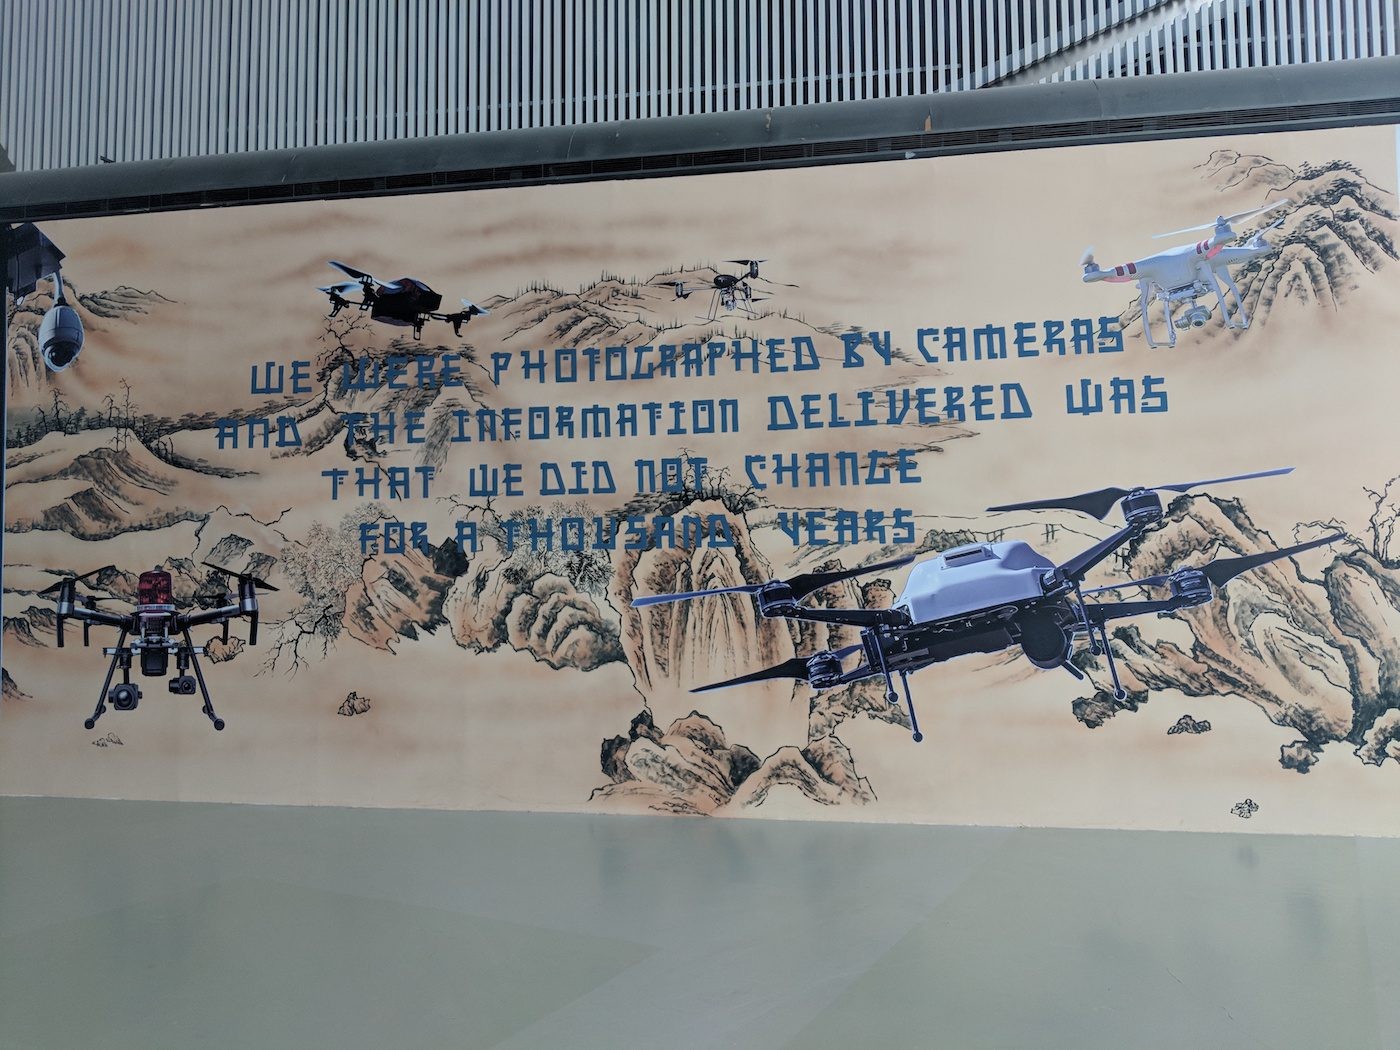 WE WERE PHOTOGRAPHED BY CAMERAS
AND THE INFORMATION DELIVERED WAS
THAT WE DID NOT CHANGE
FOR A THOUSAND YEARS